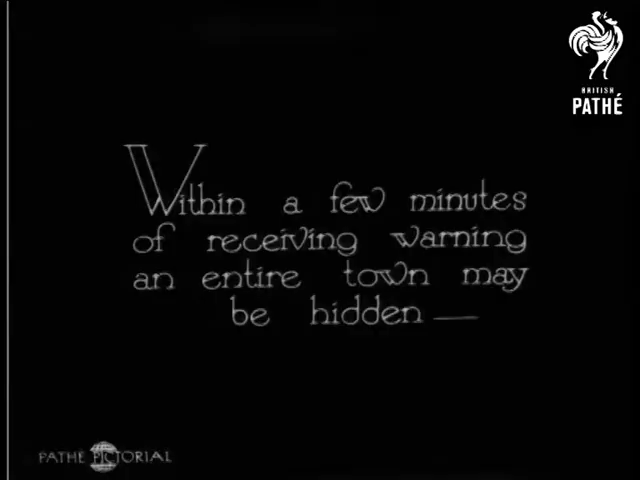 BRITISH
PATHÉ
Within a few minutes
of receiving warning
an entire town may
be hidden —
PATHÉ PICTORIAL